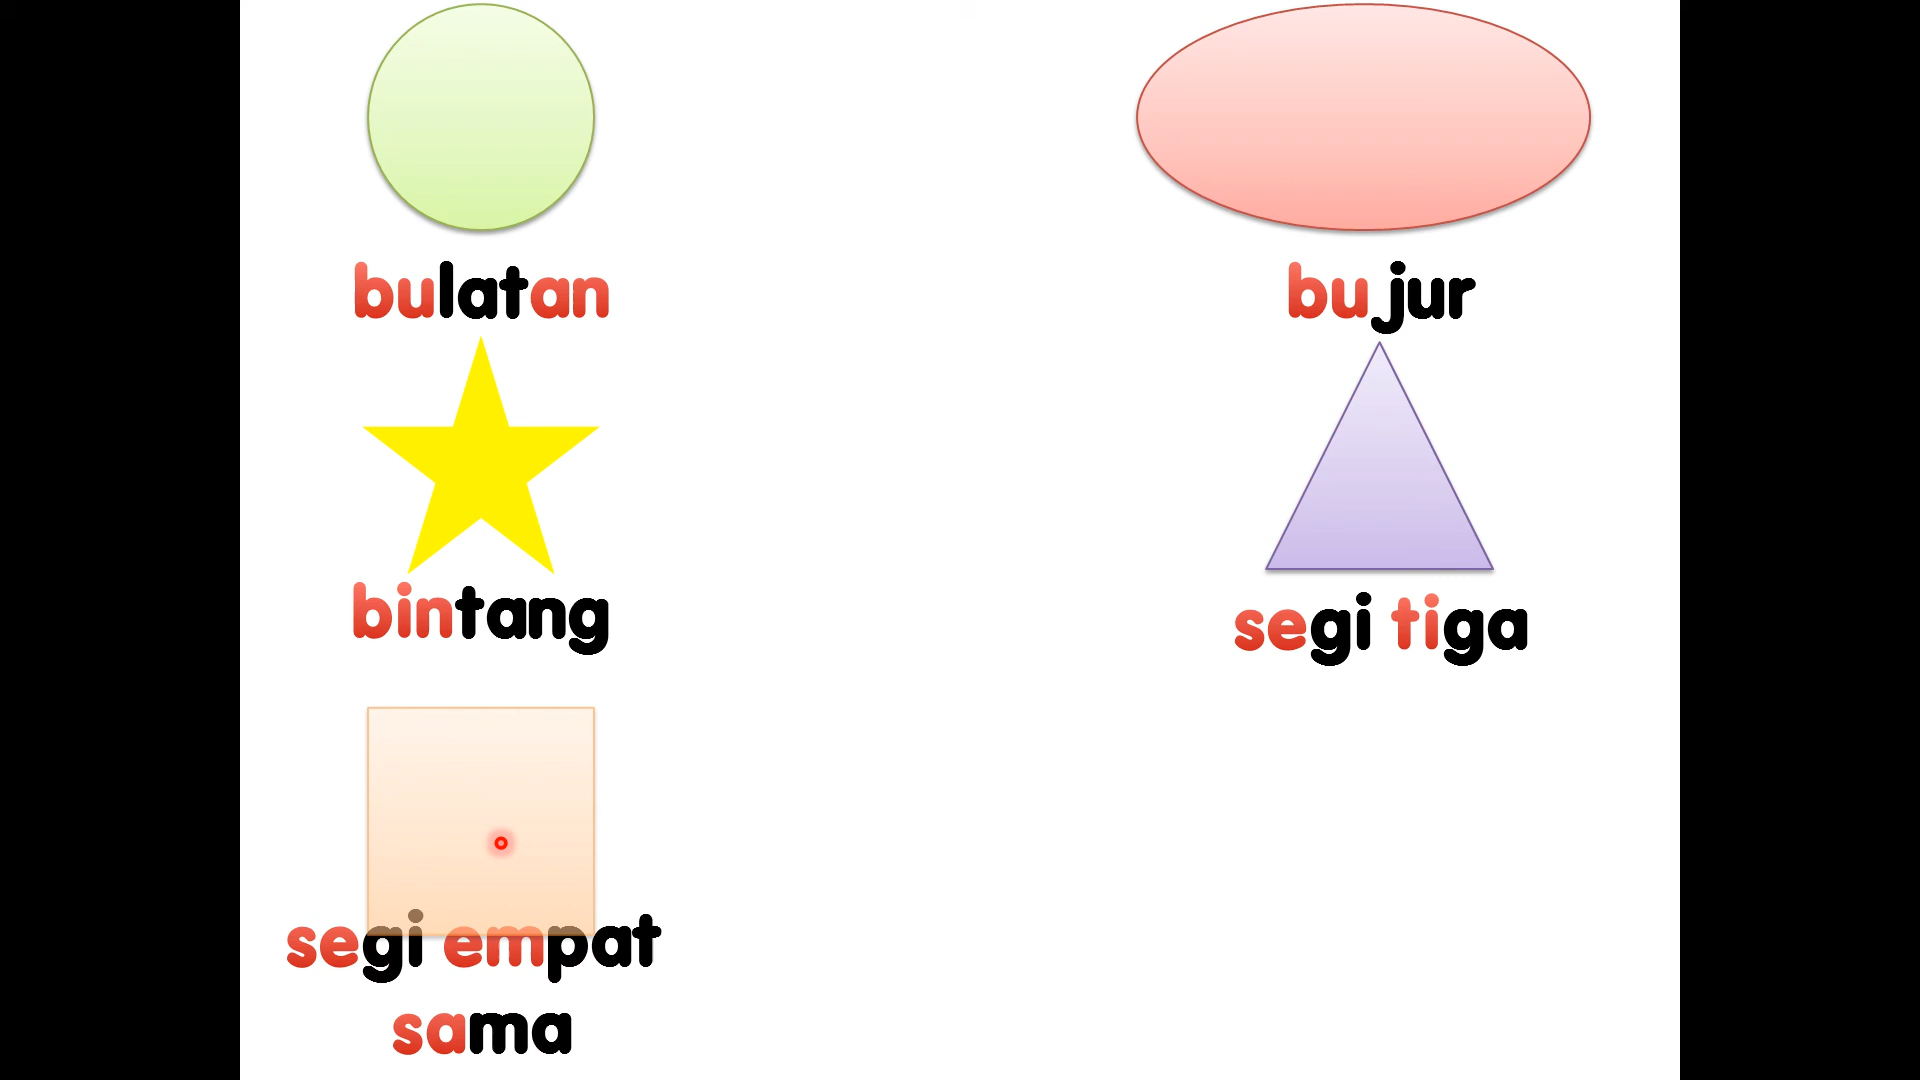 bulatan
bujur
bintang
segi tiga
segi empat
sama